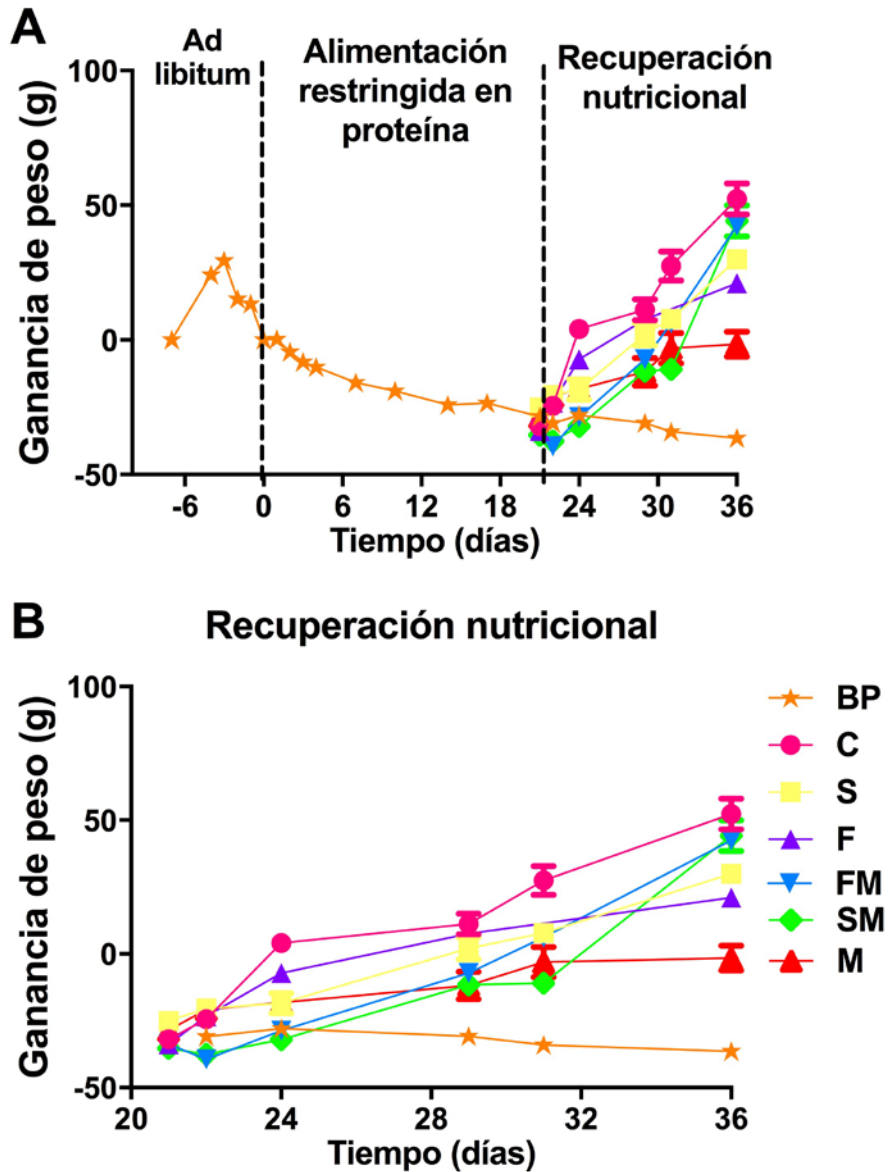 A
Ad
libitum
Alimentación
restringida en
proteína
Recuperación
nutricional
Ganancia de peso (g)
100
50
0
-50
-6
0
6
12
18
24
30
36
Tiempo (días)
B
Recuperación nutricional
Ganancia de peso (g)
100
50
0
-50
20
24
28
32
36
Tiempo (días)
BP
C
S
F
FM
SM
M